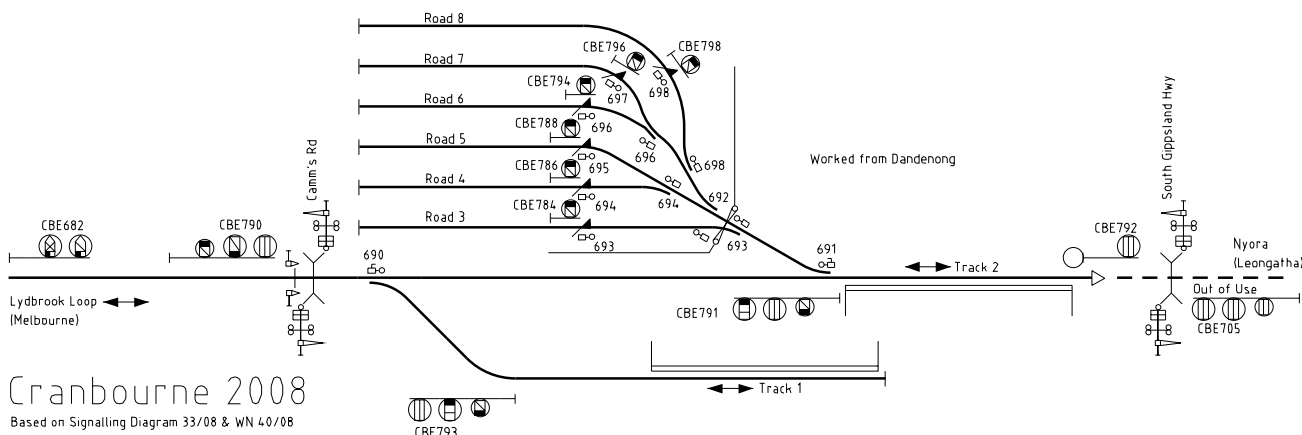 Road 8
CBE796
CBE798
Road 7
CBE794
697
698
Road 6
CBE788
696
Road 5
CBE786
695
696
698
Worked from Dandenong
Camm's Rd
South Gippsland Hwy
Road 4
CBE784
694
694
692
Road 3
693
693
CBE682
CBE790
690
691
CBE792
Nyora
(Leongatha)
Track 2
Lydbrook Loop
(Melbourne)
Out of Use
CBE791
CBE705
Track 1
Cranbourne 2008
Based on Signalling Diagram 33/08 & WN 40/08
CBE793